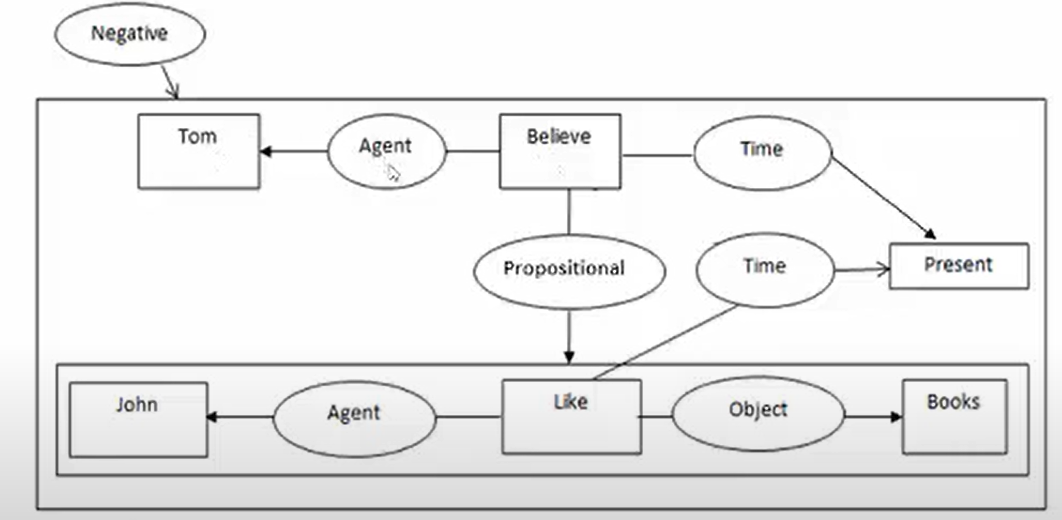 Negative
Tom
Agent
Believe
Time
Propositional
Time
Present
John
Agent
Like
Object
Books